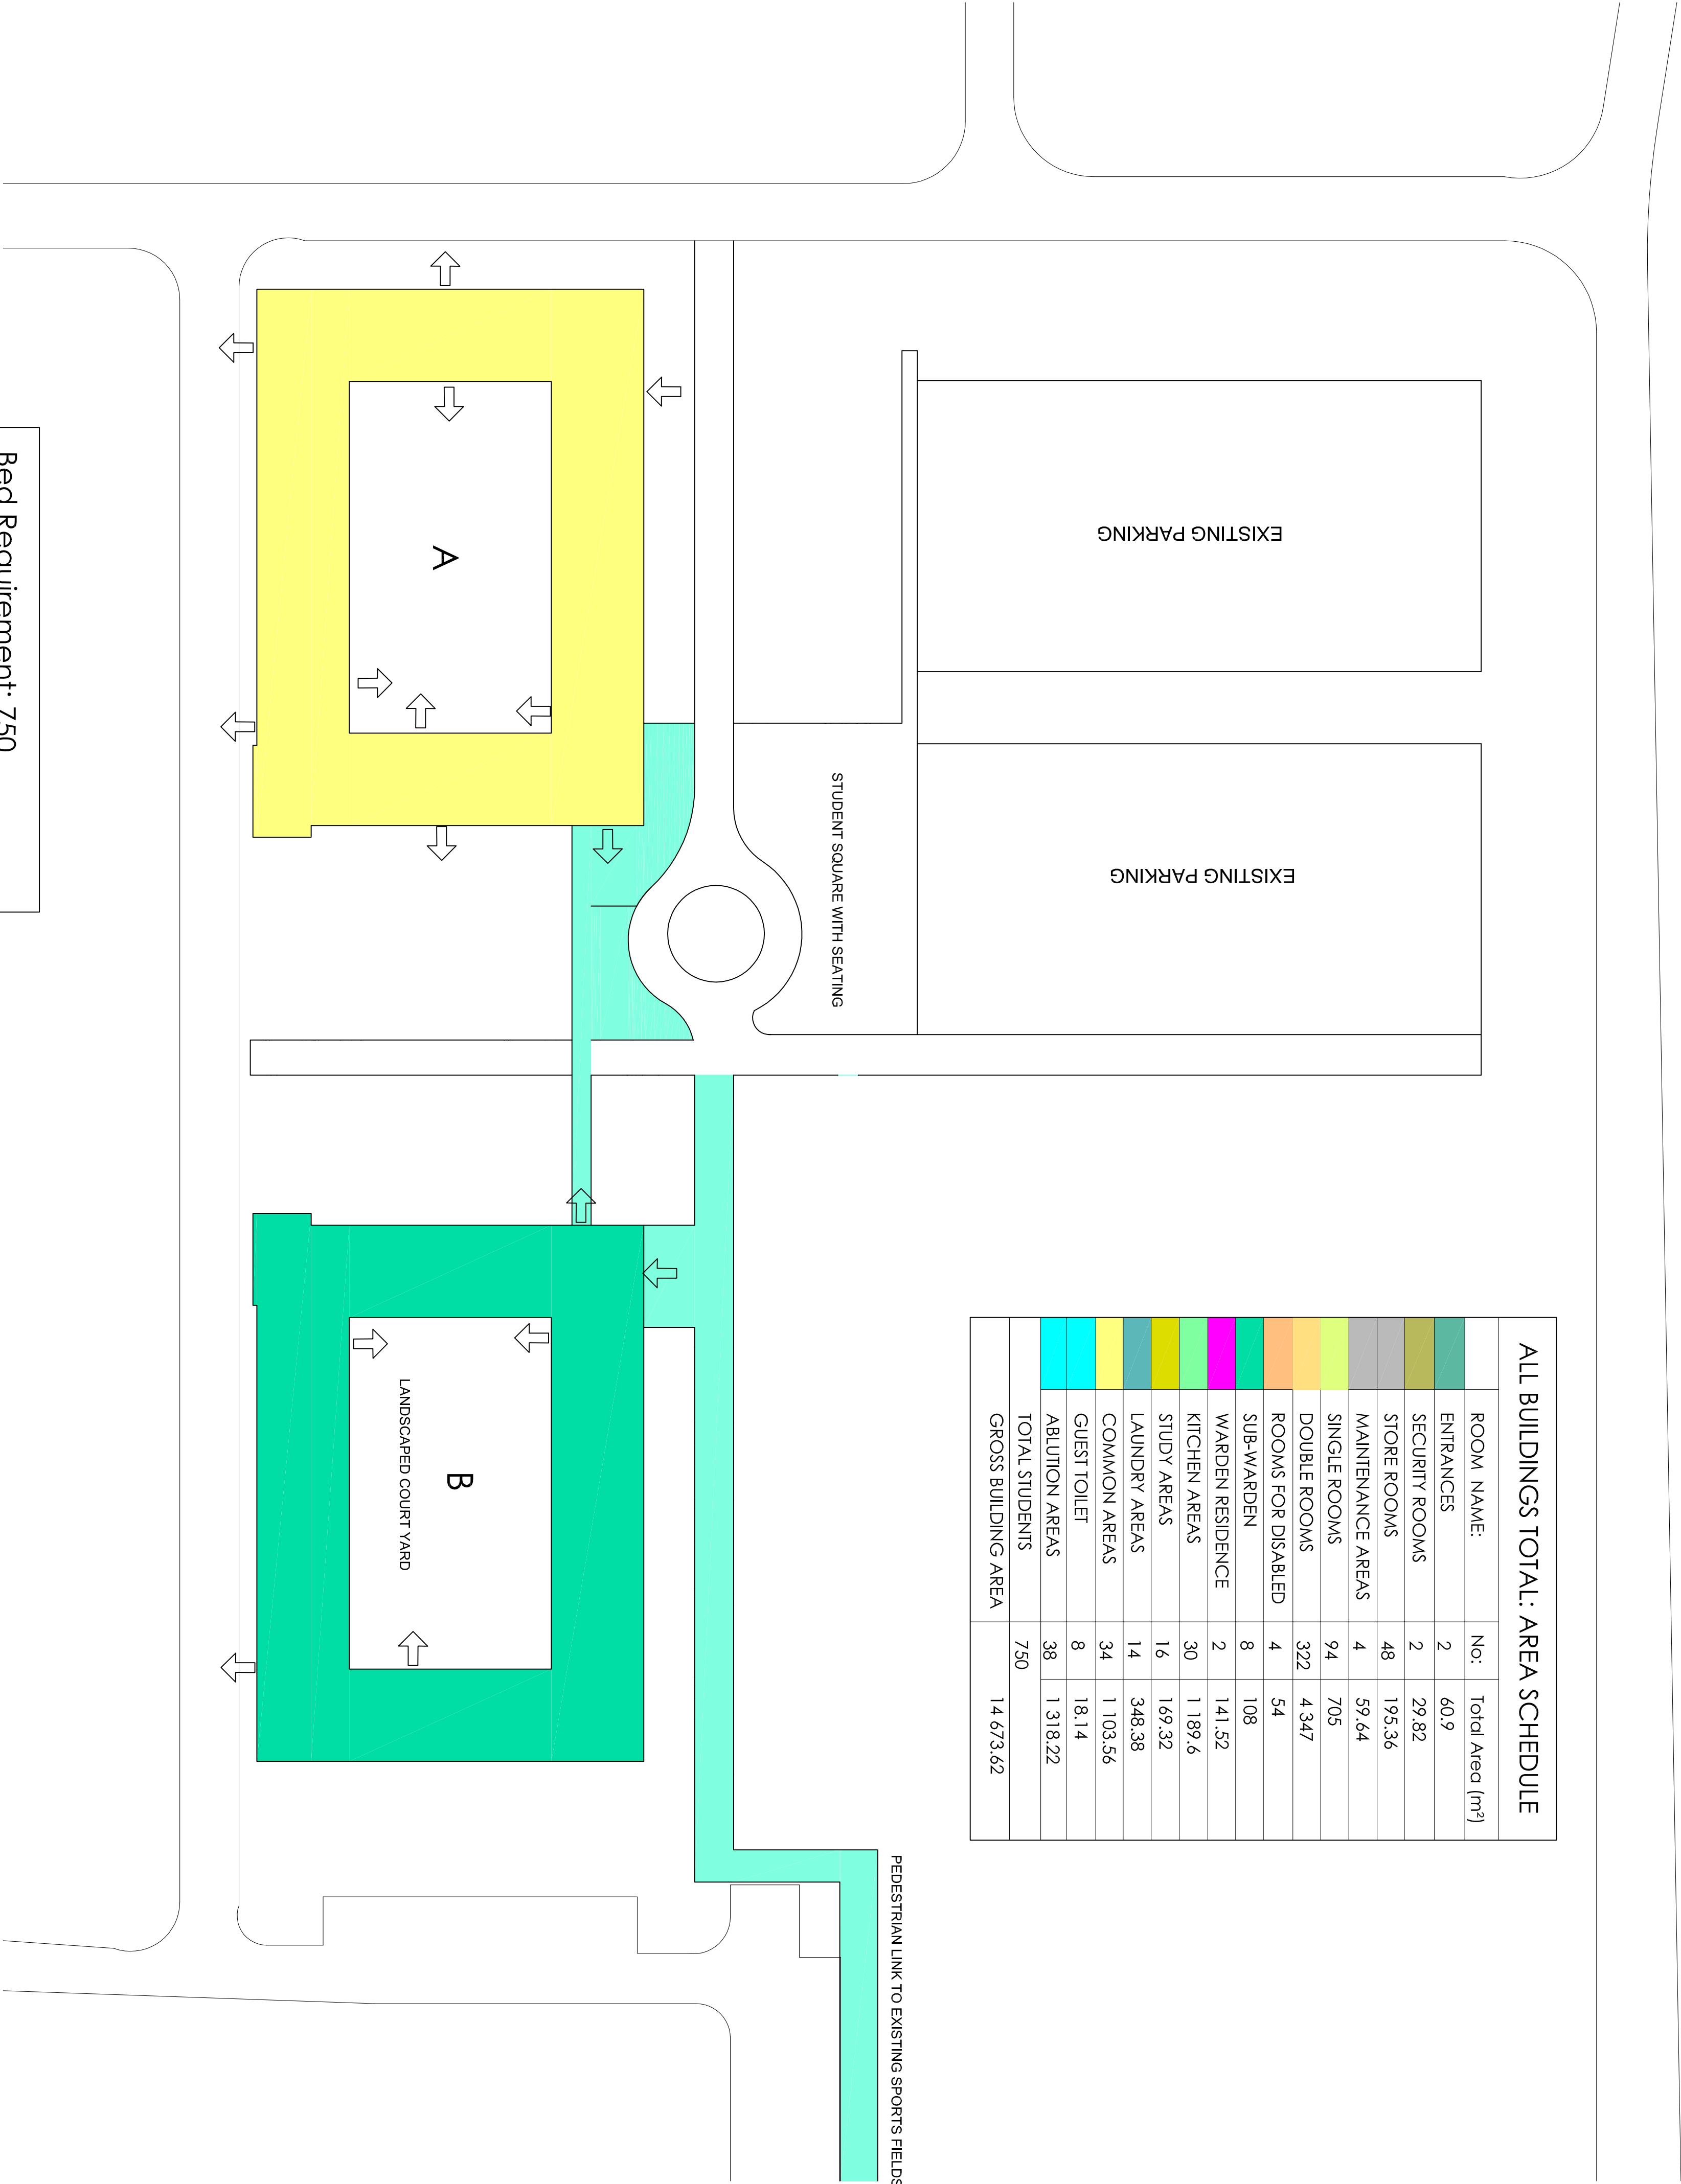 ALL BUILDINGS TOTAL: AREA SCHEDULE
ROOM NAME: No: Total Area (m²)
ENTRANCES 2 60.9
SECURITY ROOMS 2 29.82
STORE ROOMS 48 195.36
MAINTENANCE AREAS 4 59.64
SINGLE ROOMS 94 705
DOUBLE ROOMS 322 4 347
ROOMS FOR DISABLED 4 54
SUB-WARDEN 8 108
WARDEN RESIDENCE 2 141.52
KITCHEN AREAS 30 1 189.6
STUDY AREAS 16 169.32
LAUNDRY AREAS 14 348.38
COMMON AREAS 34 1 103.56
GUEST TOILET 8 18.14
ABLUTION AREAS 38 1 318.22
TOTAL STUDENTS 750
GROSS BUILDING AREA 14 673.62
EXISTING PARKING
EXISTING PARKING
STUDENT SQUARE WITH SEATING
PEDESTRIAN LINK TO EXISTING SPORTS FIELDS
A
B
LANDSCAPED COURT YARD
Bed Requirement: 750